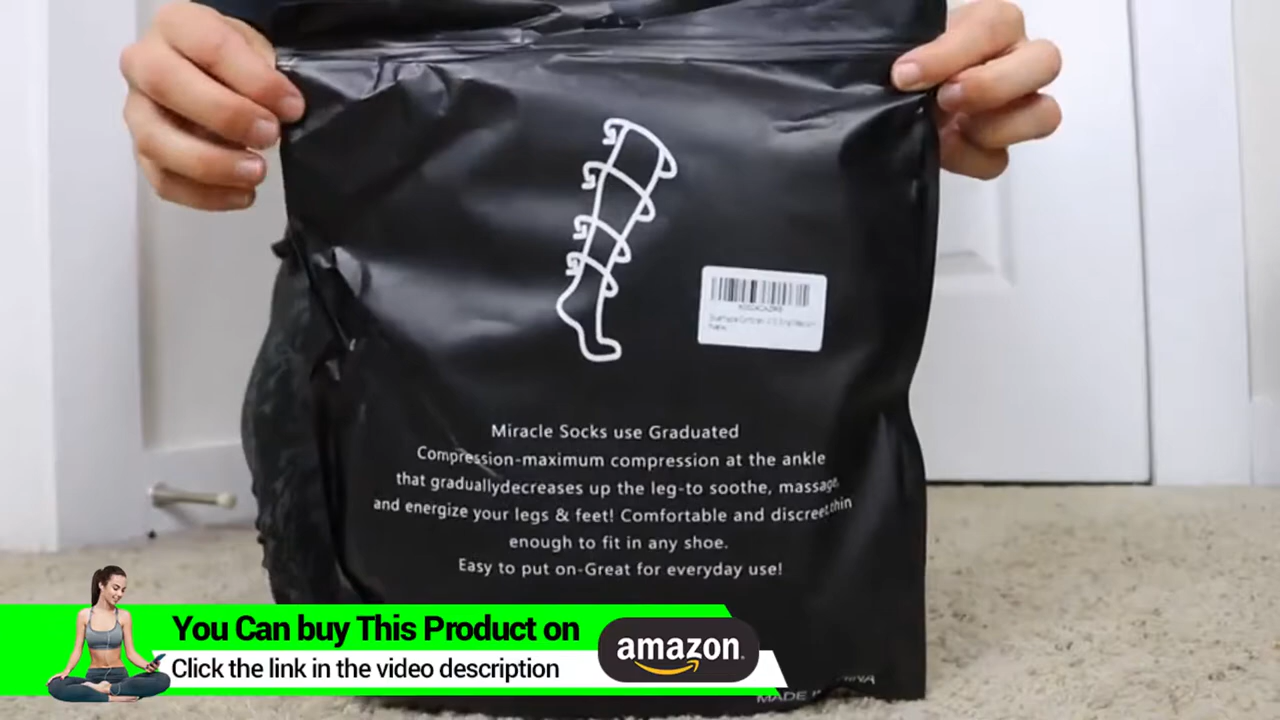 Miracle Socks use Graduated
Compression-maximum compression at the ankle
that graduallydecreases up the leg-to soothe, massage,
and energize your legs & feet! Comfortable and discreet,thin
enough to fit in any shoe.
Easy to put on-Great for everyday use!
You Can buy This Product on
amazon
Click the link in the video description
MADE